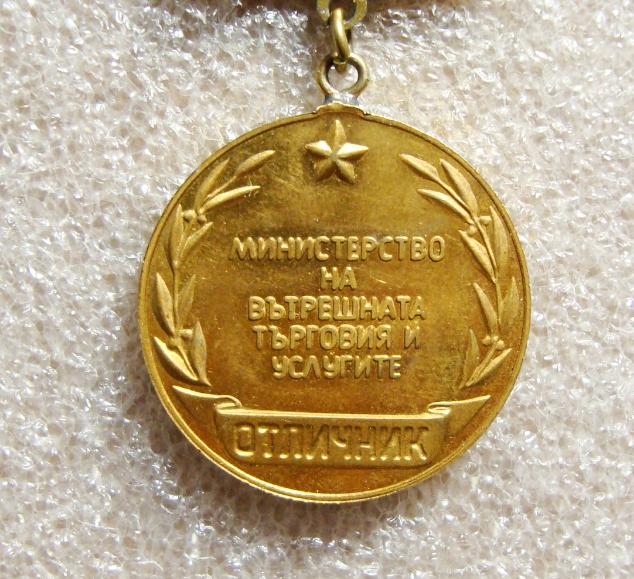 МИНИСТЕРСТВО
НА
ВЪТРЕШНАТА
ТЪРГОВИЯ И
УСЛУГИТЕ
ОТЛИЧНИК